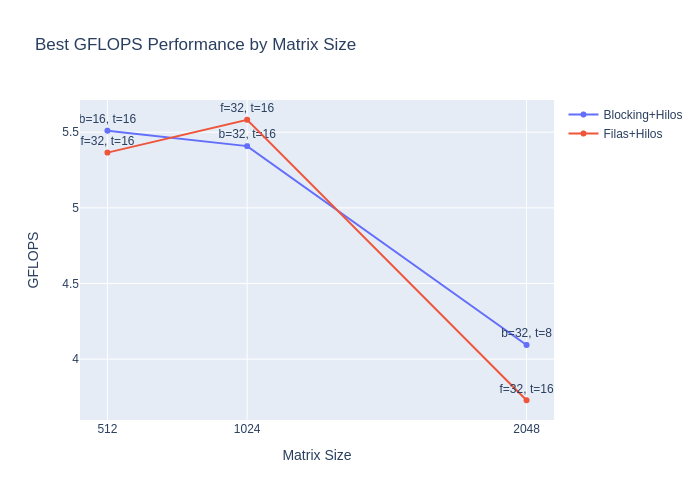 Best GFLOPS Performance by Matrix Size
f=32, t=16
b=16, t=16
b=32, t=16
f=32, t=16
b=32, t=8
f=32, t=16
5.5
5
4.5
4
GFLOPS
512
1024
2048
Matrix Size
Blocking+Hilos
Filas+Hilos